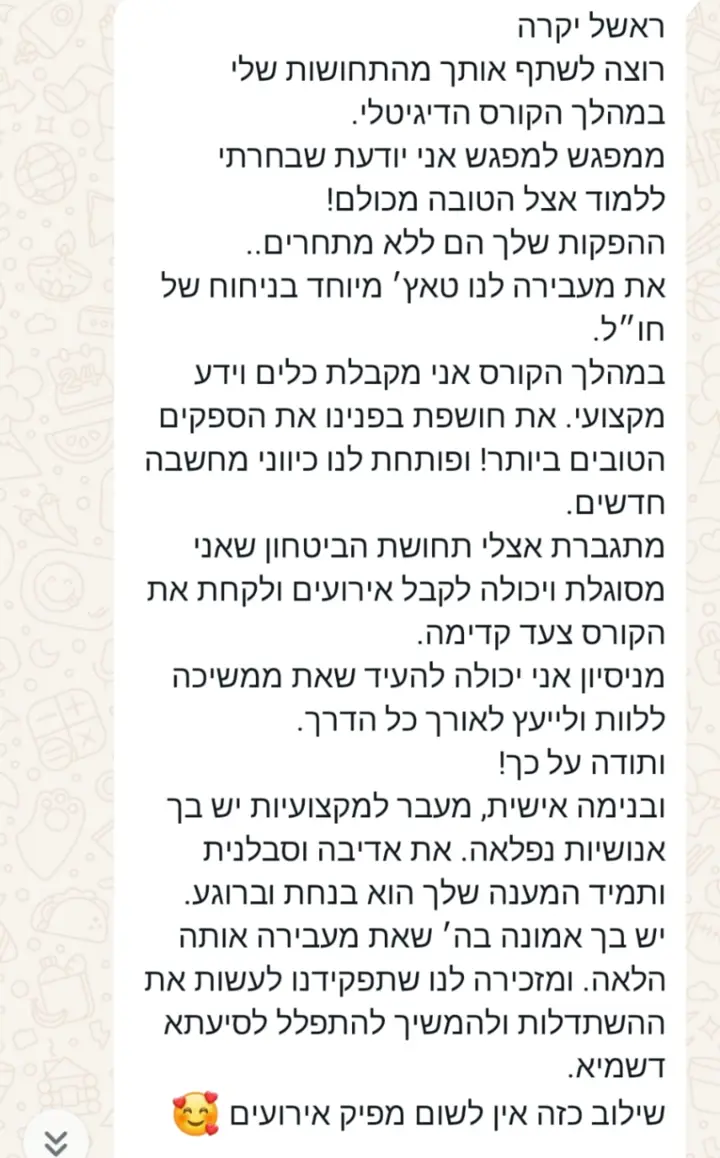 ראשל יקרה
רוצה לשתף אותך מהתחושות שלי
במהלך הקורס הדיגיטלי.
ממפגש למפגש אני יודעת שבחרתי
ללמוד אצל הטובה מכולם!
ההפקות שלך הם ללא מתחרים..
את מעבירה לנו טאץ׳ מיוחד בניחוח של
חו״ל.
במהלך הקורס אני מקבלת כלים וידע
מקצועי. את חושפת בפנינו את הספקים
הטובים ביותר! ופותחת לנו כיווני מחשבה
חדשים.
מתגברת אצלי תחושת הביטחון שאני
מסוגלת ויכולה לקבל אירועים ולקחת את
הקורס צעד קדימה.
מניסיון אני יכולה להעיד שאת ממשיכה
ללוות ולייעץ לאורך כל הדרך.
ותודה על כך!
ובנימה אישית, מעבר למקצועיות יש בך
אנושיות נפלאה. את אדיבה וסבלנית
ותמיד המענה שלך הוא בנחת וברוגע.
יש בך אמונה בה׳ שאת מעבירה אותה
הלאה. ומזכירה לנו שתפקידנו לעשות את
ההשתדלות ולהמשיך להתפלל לסיעתא
דשמיא.
שילוב כזה אין לשום מפיק אירועים 🥰